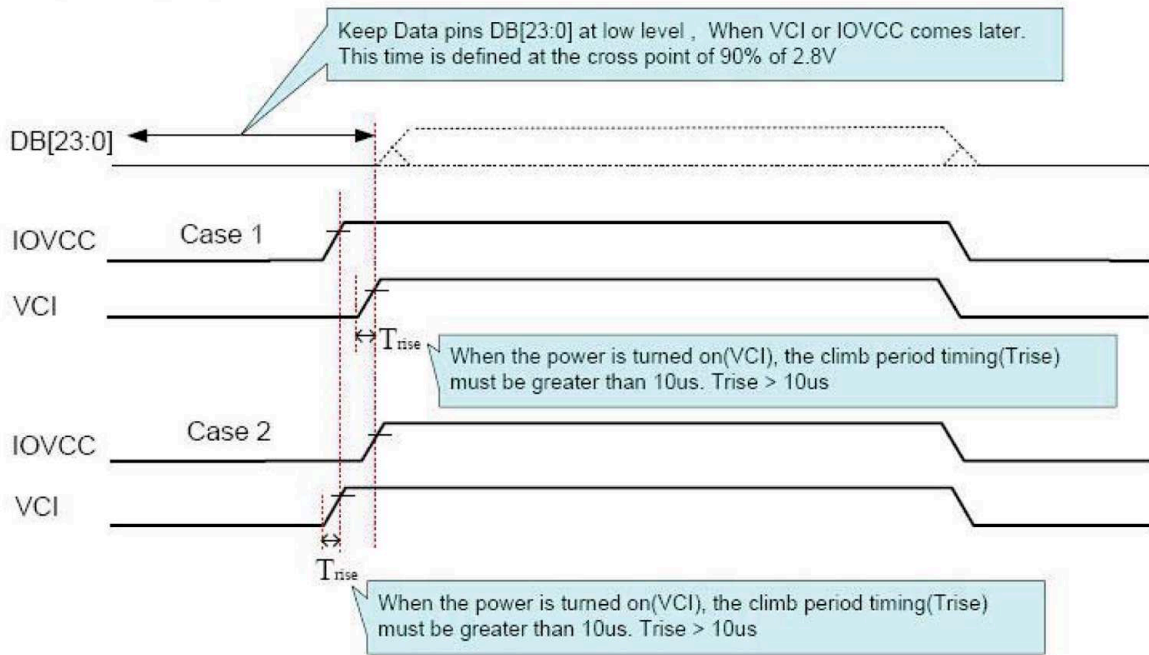 Keep Data pins DB[23:0] at low level , When VCI or IOVCC comes later.
This time is defined at the cross point of 90% of 2.8V
DB[23:0]
IOVCC
Case 1
VCI
Trise
When the power is turned on(VCI), the climb period timing(Trise)
must be greater than 10us. Trise > 10us
IOVCC
Case 2
VCI
Trise
When the power is turned on(VCI), the climb period timing(Trise)
must be greater than 10us. Trise > 10us